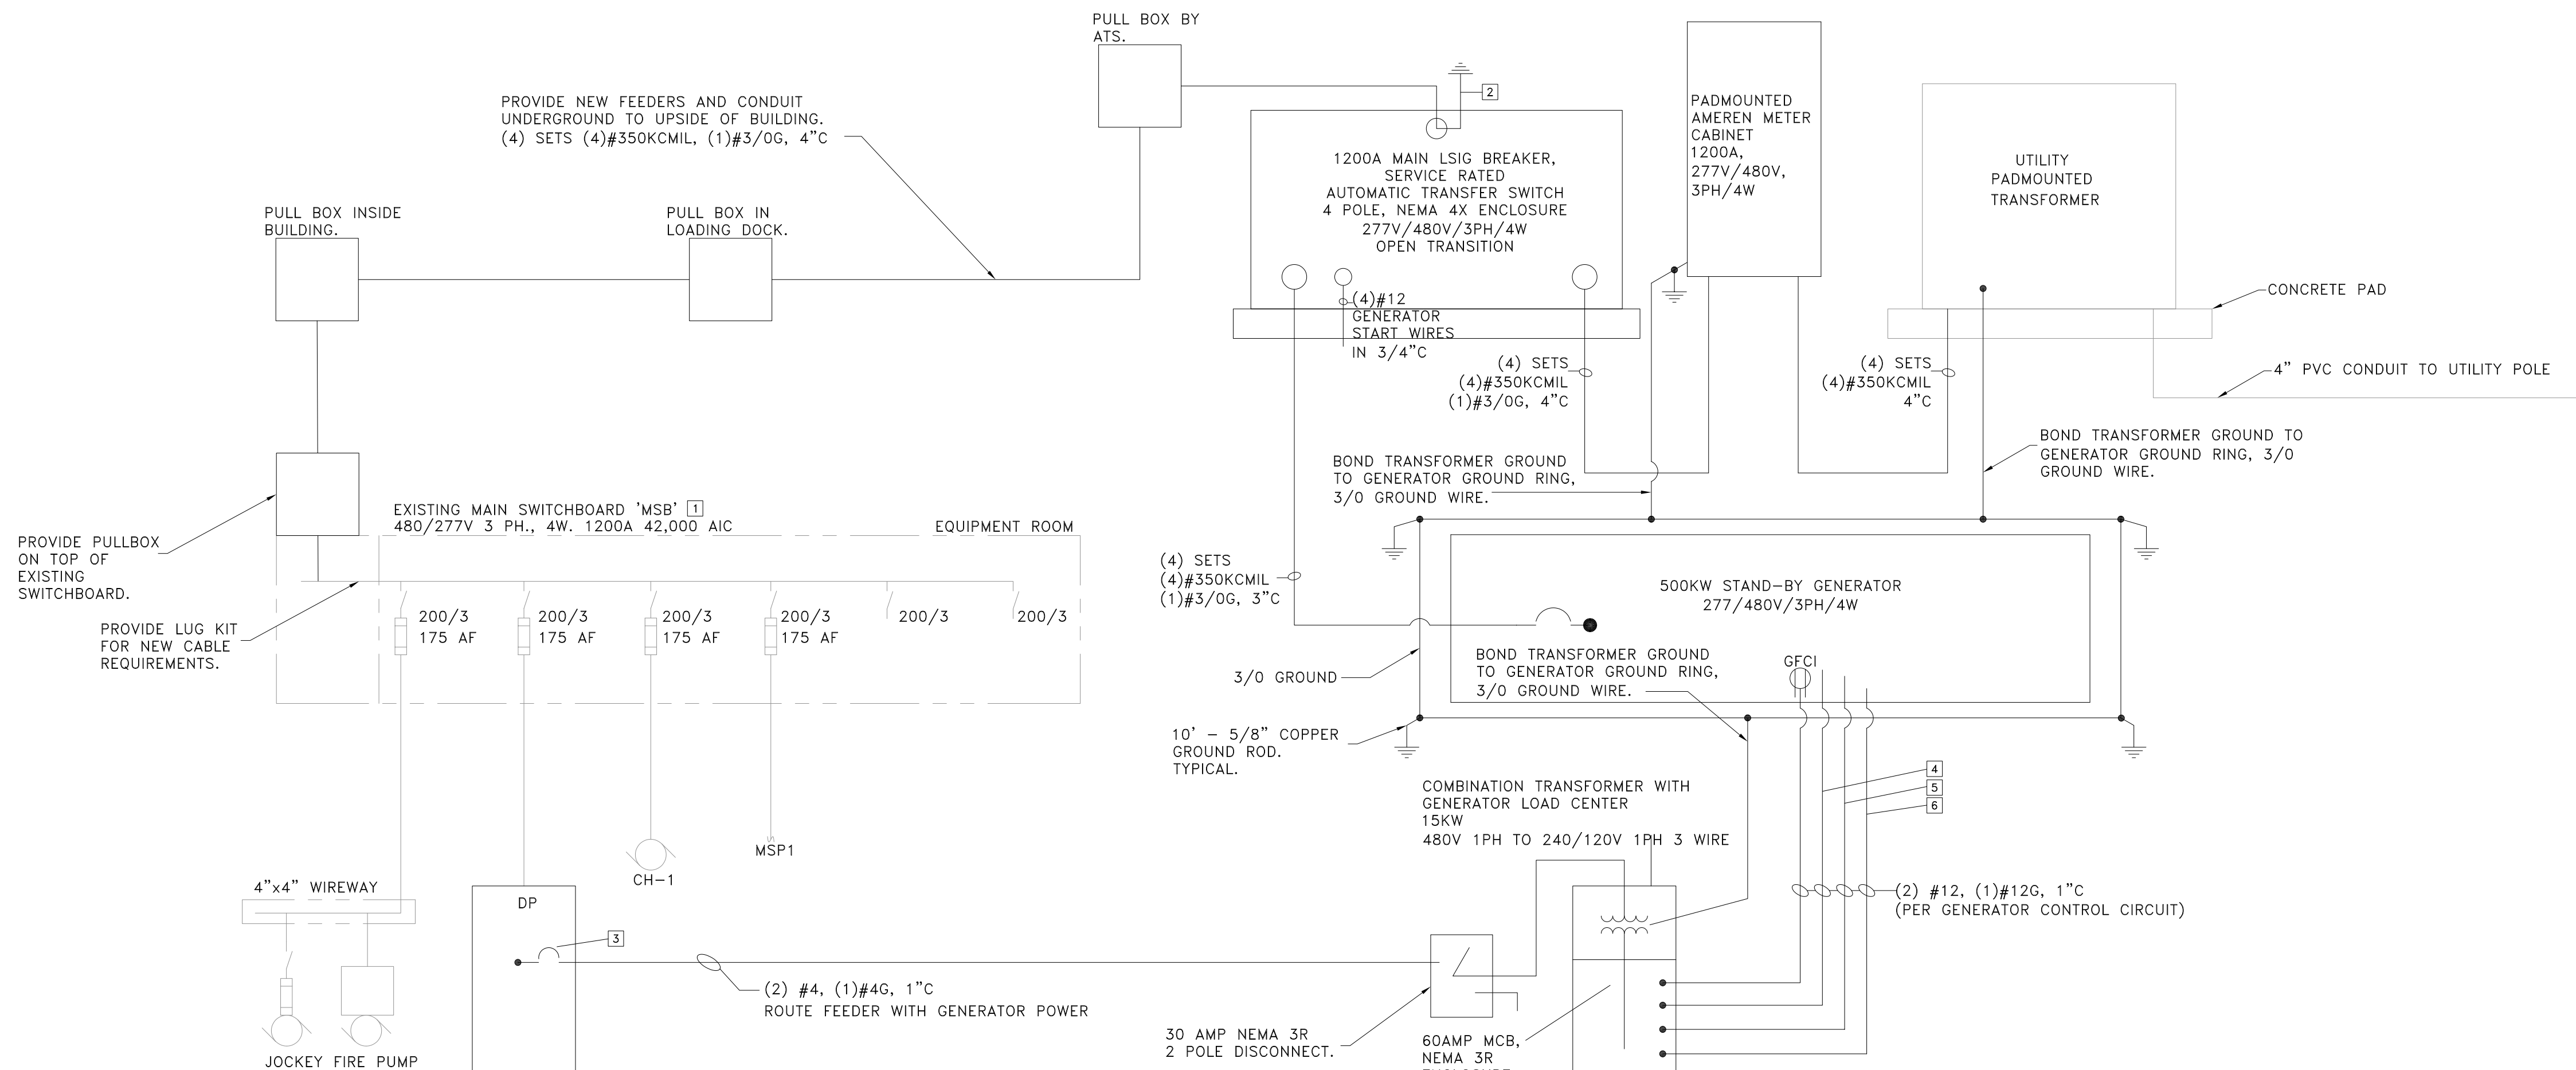 PULL BOX BY
ATS.
PROVIDE NEW FEEDERS AND CONDUIT
UNDERGROUND TO UPSIDE OF BUILDING.
(4) SETS (4)#350KCMIL, (1)#3/0G, 4"C
2
1200A MAIN LSIG BREAKER,
SERVICE RATED
AUTOMATIC TRANSFER SWITCH
4 POLE, NEMA 4X ENCLOSURE
277V/480V/3PH/4W
OPEN TRANSITION
PADMOUNTED
AMEREN METER
CABINET
1200A,
277V/480V,
3PH/4W
UTILITY
PADMOUNTED
TRANSFORMER
PULL BOX INSIDE
BUILDING.
PULL BOX IN
LOADING DOCK.
(4)#12
GENERATOR
START WIRES
IN 3/4"C
CONCRETE PAD
(4) SETS
(4)#350KCMIL
(1)#3/0G, 4"C
(4) SETS
(4)#350KCMIL
4"C
4" PVC CONDUIT TO UTILITY POLE
BOND TRANSFORMER GROUND
TO GENERATOR GROUND RING,
3/0 GROUND WIRE.
BOND TRANSFORMER GROUND TO
GENERATOR GROUND RING, 3/0
GROUND WIRE.
EXISTING MAIN SWITCHBOARD 'MSB' 1
480/277V 3 PH., 4W. 1200A 42,000 AIC
EQUIPMENT ROOM
PROVIDE PULLBOX
ON TOP OF
EXISTING
SWITCHBOARD.
PROVIDE LUG KIT
FOR NEW CABLE
REQUIREMENTS.
200/3
175 AF
200/3
175 AF
200/3
175 AF
200/3
175 AF
200/3
200/3
(4) SETS
(4)#350KCMIL
(1)#3/0G, 3"C
500KW STAND-BY GENERATOR
277/480V/3PH/4W
3/0 GROUND
BOND TRANSFORMER GROUND
TO GENERATOR GROUND RING,
3/0 GROUND WIRE.
GFCI
10' - 5/8" COPPER
GROUND ROD.
TYPICAL.
4
5
6
COMBINATION TRANSFORMER WITH
GENERATOR LOAD CENTER
15KW
480V 1PH TO 240/120V 1PH 3 WIRE
MSP1
CH-1
4"x4" WIREWAY
DP
3
(2) #12, (1)#12G, 1"C
(PER GENERATOR CONTROL CIRCUIT)
(2) #4, (1)#4G, 1"C
ROUTE FEEDER WITH GENERATOR POWER
30 AMP NEMA 3R
2 POLE DISCONNECT.
60AMP MCB,
NEMA 3R
JOCKEY FIRE PUMP